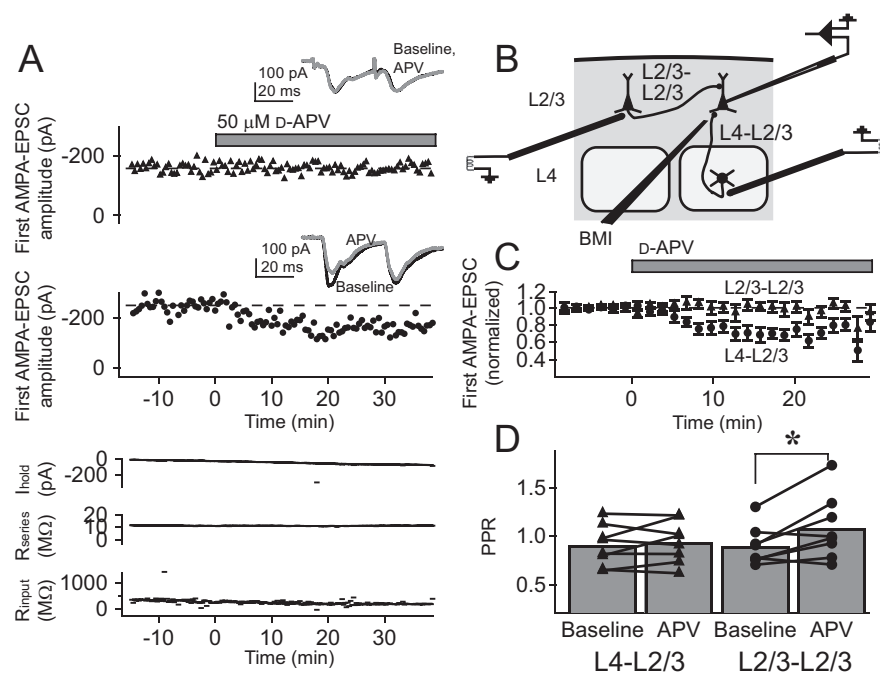 A
Baseline,
APV
100 pA
20 ms
50 μM D-APV
First AMPA-EPSC
amplitude (pA)
-200
0
100 pA
20 ms
APV
Baseline
First AMPA-EPSC
amplitude (pA)
-200
0
-10 0 10 20 30
Time (min)
Ihold
(pA)
0
-200
Rseries
(MΩ)
20
10
0
Rinput
(MΩ)
1000
0
-10 0 10 20 30
Time (min)
B
L2/3-
L2/3
L2/3
L4-L2/3
L4
BMI
C
D-APV
First AMPA-EPSC
(normalized)
1.2
1.0
0.8
0.6
0.4
L2/3-L2/3
L4-L2/3
0 20
Time (min)
D
*
PPR
1.5
1.0
0.5
Baseline APV Baseline APV
L4-L2/3 L2/3-L2/3